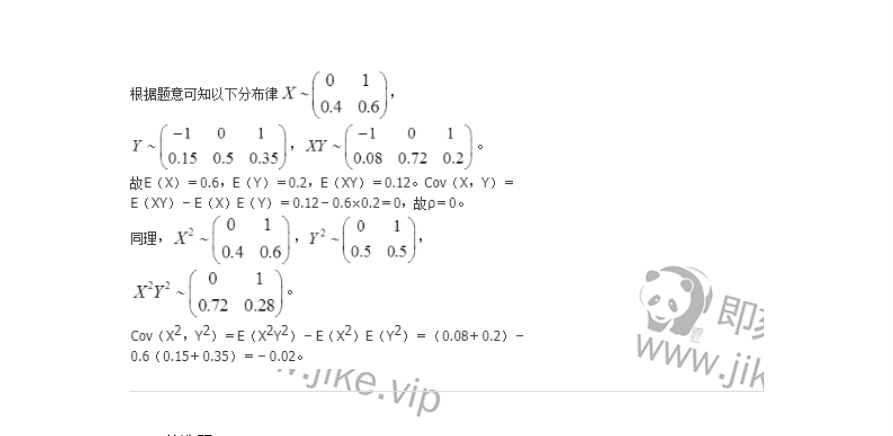 根据题意可知以下分布律 X ~ ( 0 1 ; 0.4 0.6 ),
Y ~ ( −1 0 1 ; 0.15 0.5 0.35 ), XY ~ ( −1 0 1 ; 0.08 0.72 0.2 )。
故E（X）＝0.6，E（Y）＝0.2，E（XY）＝0.12。Cov（X，Y）＝
E（XY）－E（X）E（Y）＝0.12－0.6×0.2＝0，故ρ＝0。
同理，X² ~ ( 0 1 ; 0.4 0.6 ), Y² ~ ( 0 1 ; 0.5 0.5 ),
X²Y² ~ ( 0 1 ; 0.72 0.28 )。
Cov（X²，Y²）＝E（X²Y²）－E（X²）E（Y²）＝（0.08＋0.2）－
0.6（0.15＋0.35）＝－0.02。
即
www.jik
w.jike.vip